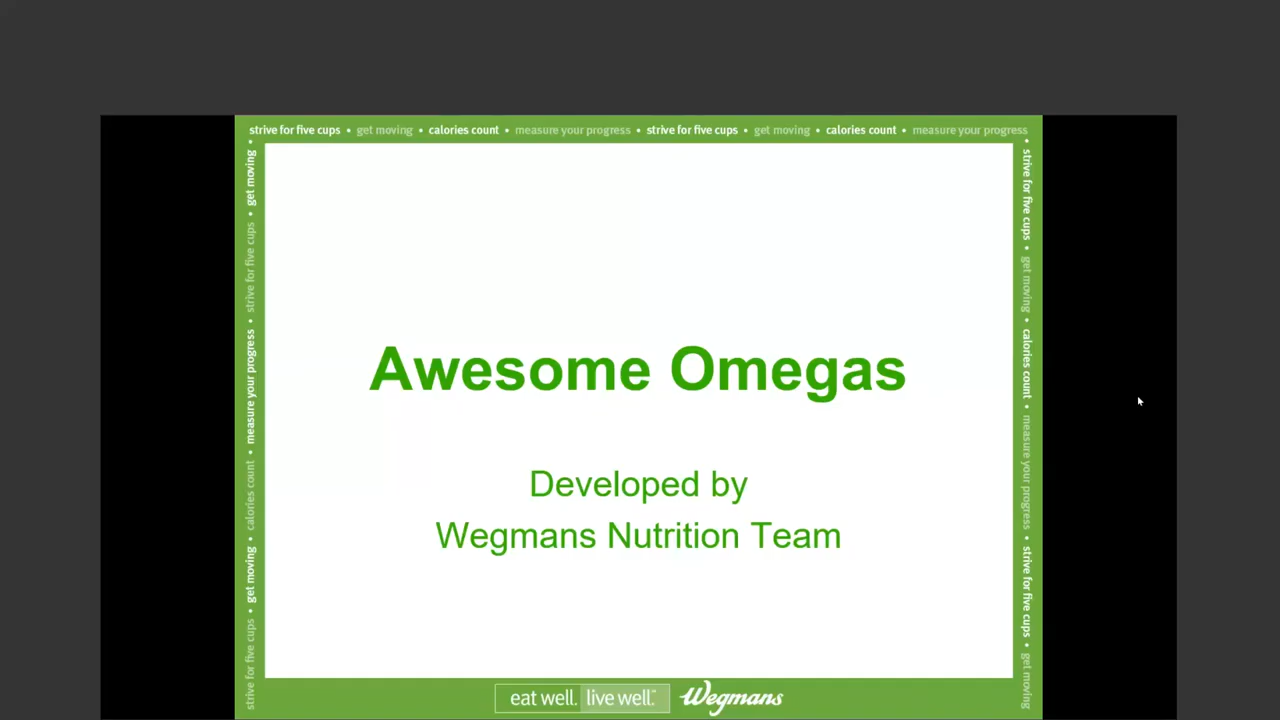 strive for five cups • get moving • calories count • measure your progress • strive for five cups • get moving • calories count • measure your progress
strive for five cups • get moving • calories count • measure your progress • strive for five cups • get moving •
Awesome Omegas
Developed by
Wegmans Nutrition Team
• strive for five cups • get moving • calories count • measure your progress • strive for five cups • get moving
eat well. live well.™ Wegmans